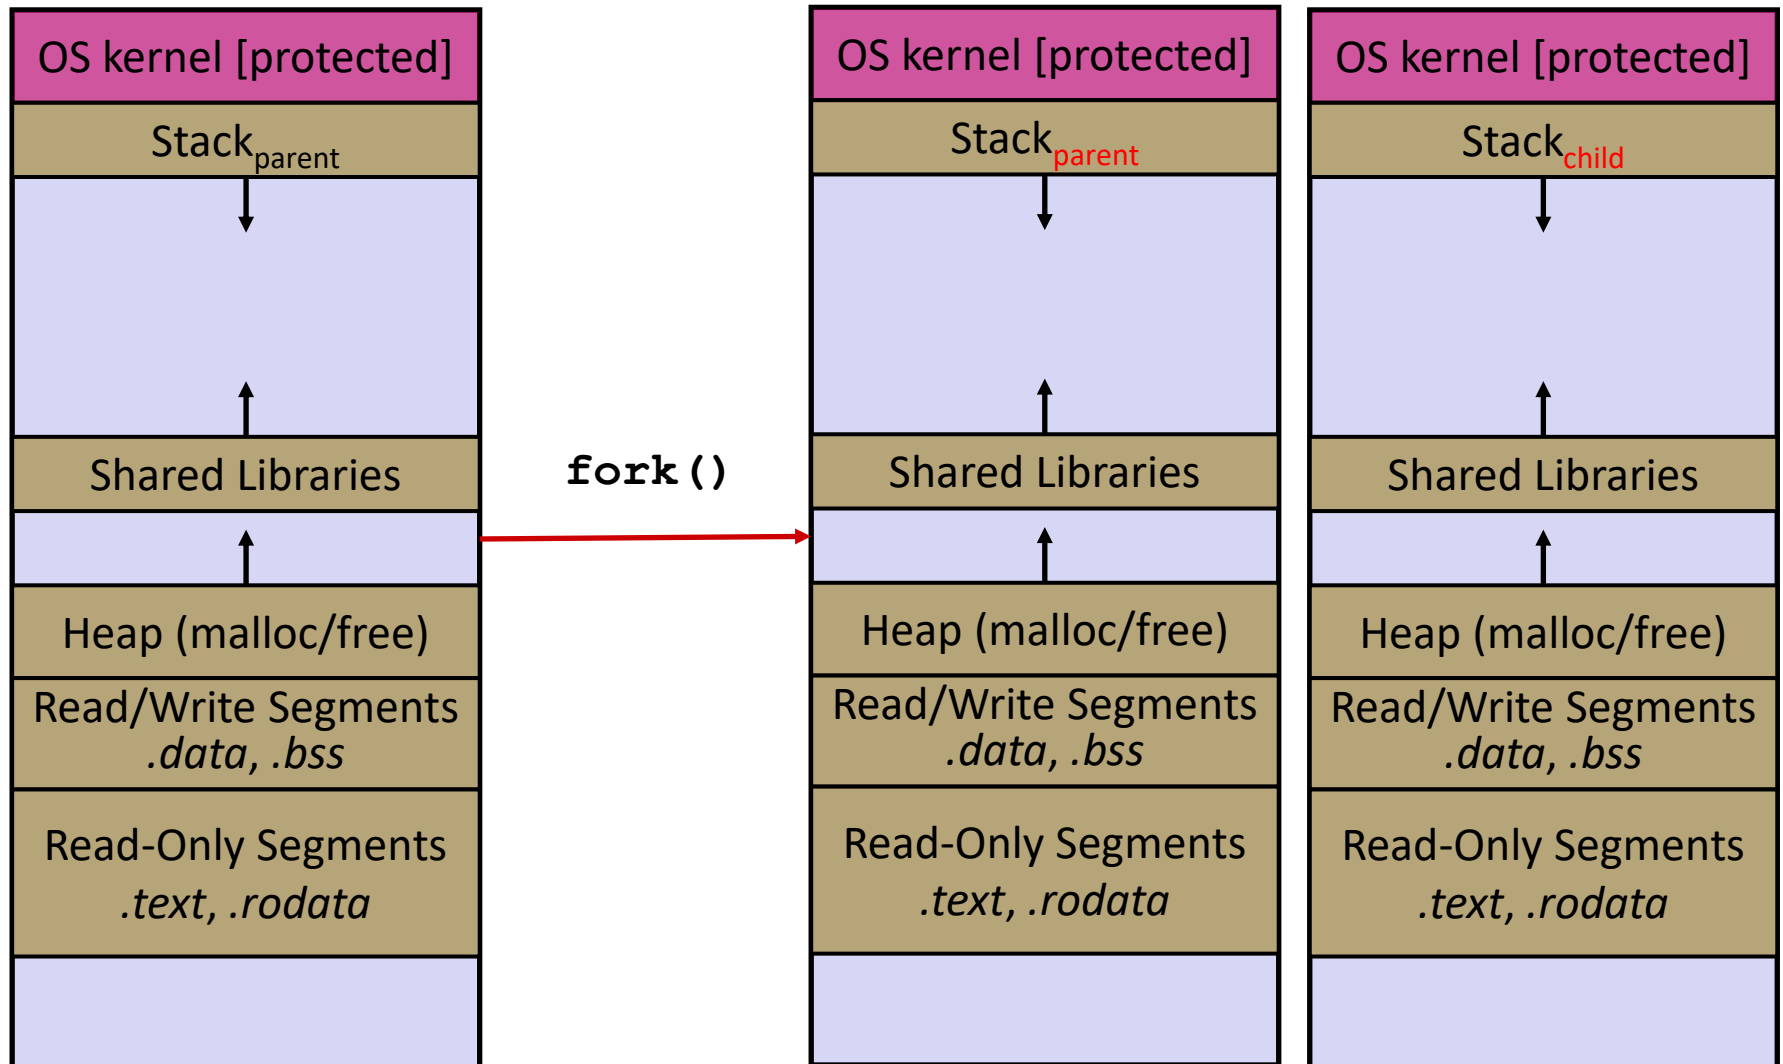 OS kernel [protected]
Stackparent
Shared Libraries
Heap (malloc/free)
Read/Write Segments
.data, .bss
Read-Only Segments
.text, .rodata
fork()
OS kernel [protected]
Stackparent
Shared Libraries
Heap (malloc/free)
Read/Write Segments
.data, .bss
Read-Only Segments
.text, .rodata
OS kernel [protected]
Stackchild
Shared Libraries
Heap (malloc/free)
Read/Write Segments
.data, .bss
Read-Only Segments
.text, .rodata